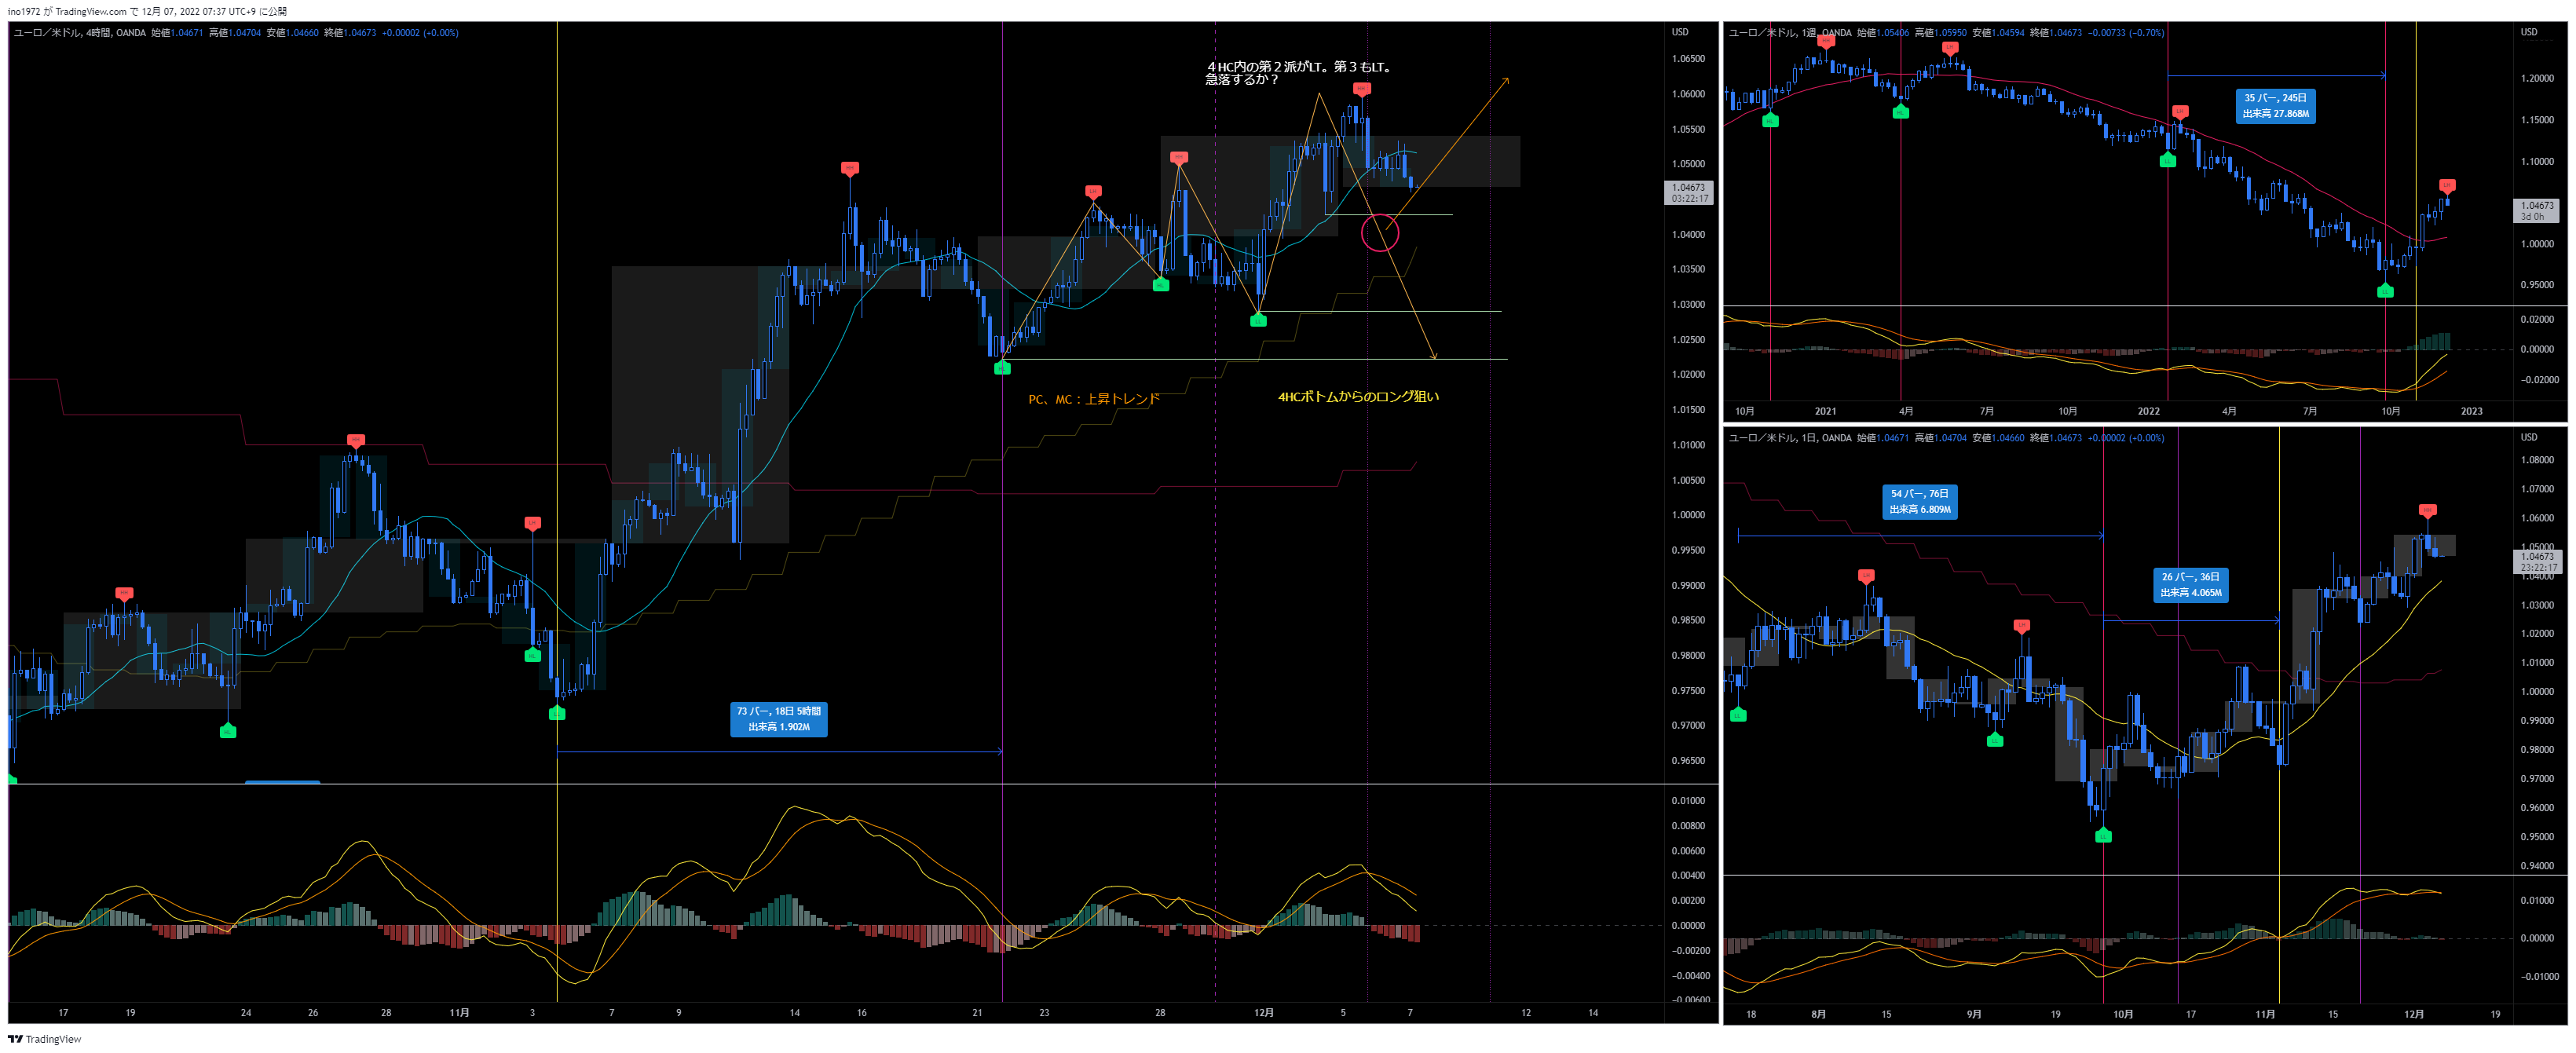 ino1972 が TradingView.com で 12月 07, 2022 07:37 UTC+9 に公開
ユーロ／米ドル, 4時間, OANDA 始値1.04671 高値1.04704 安値1.04660 終値1.04673 +0.00002 (+0.00%)
４HC内の第２派がLT。第３もLT。
急落するか？
PC、MC：上昇トレンド
4HCボトムからのロング狙い
73 バー, 18日 5時間
出来高 1.902M
USD
1.06500
1.06000
1.05500
1.05000
1.04673
03:22:17
1.04000
1.03500
1.03000
1.02500
1.02000
1.01500
1.01000
1.00500
1.00000
0.99500
0.99000
0.98500
0.98000
0.97500
0.97000
0.96500
0.01000
0.00800
0.00600
0.00400
0.00200
0.00000
−0.00200
−0.00400
−0.00600
17 19 24 26 28 11月 3 7 9 14 16 21 23 28 12月 5 7 12 14
ユーロ／米ドル, 1週, OANDA 始値1.05406 高値1.05950 安値1.04594 終値1.04673 −0.00733 (−0.70%)
35 バー, 245日
出来高 27.868M
USD
1.20000
1.15000
1.10000
1.04673
3d 0h
1.00000
0.95000
0.02000
0.00000
−0.02000
10月 2021 4月 7月 10月 2022 4月 7月 10月 2023
ユーロ／米ドル, 1日, OANDA 始値1.04671 高値1.04704 安値1.04660 終値1.04673 +0.00002 (+0.00%)
54 バー, 76日
出来高 6.809M
26 バー, 36日
出来高 4.065M
USD
1.08000
1.07000
1.06000
1.05000
1.04673
23:22:17
1.04000
1.03000
1.02000
1.01000
1.00000
0.99000
0.98000
0.97000
0.96000
0.95000
0.94000
0.01000
0.00000
−0.01000
18 8月 15 9月 19 10月 17 11月 15 12月 19
TradingView